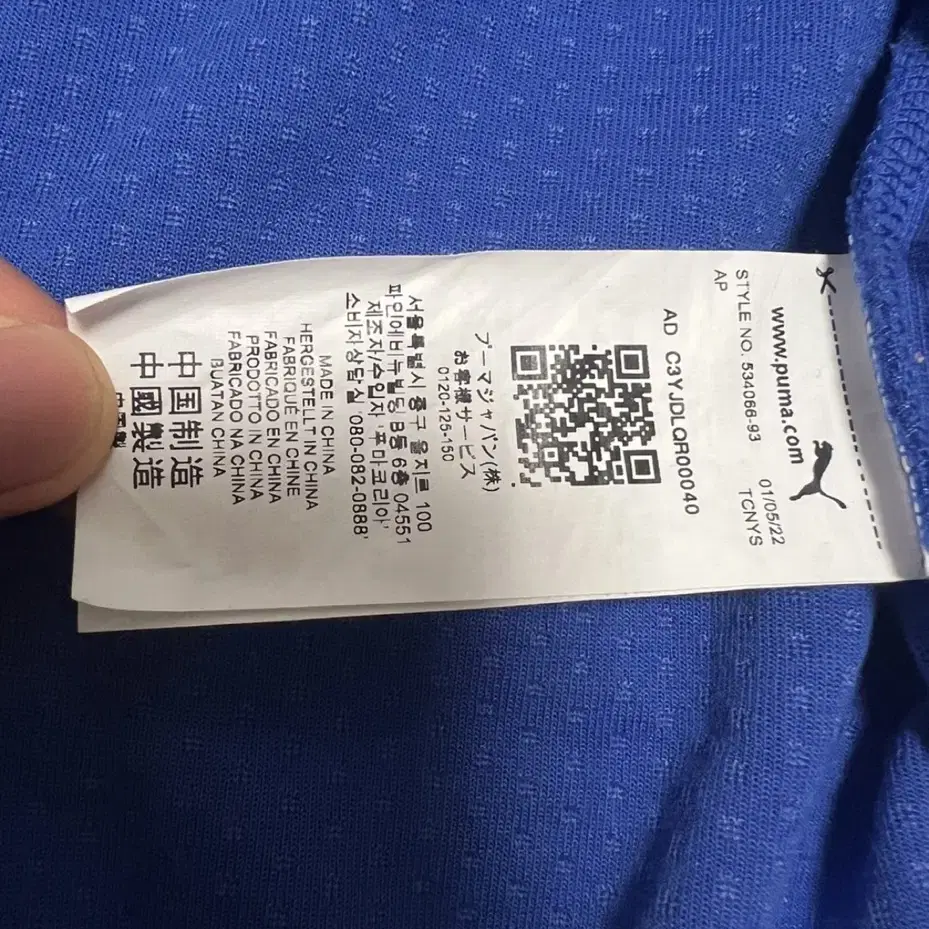 www.puma.com
STYLE NO. 534066-93 01/05/22
AP TCNYS
AD C3YJDLQR00040
プーマジャパン(株)
お客様サービス
0120-125-150
서울특별시 중구 을지로 100
파인에비뉴빌딩 B동 6층 04551
제조자/수입자 '푸마코리아'
소비자상담실 '080-082-0888'
MADE IN CHINA
HERGESTELLT IN CHINA
FABRIQUÉ EN CHINE
FABRICADO EN CHINA
PRODOTTO IN CHINA
FABRICADO NA CHINA
BUATAN CHINA
中国制造
中國製造